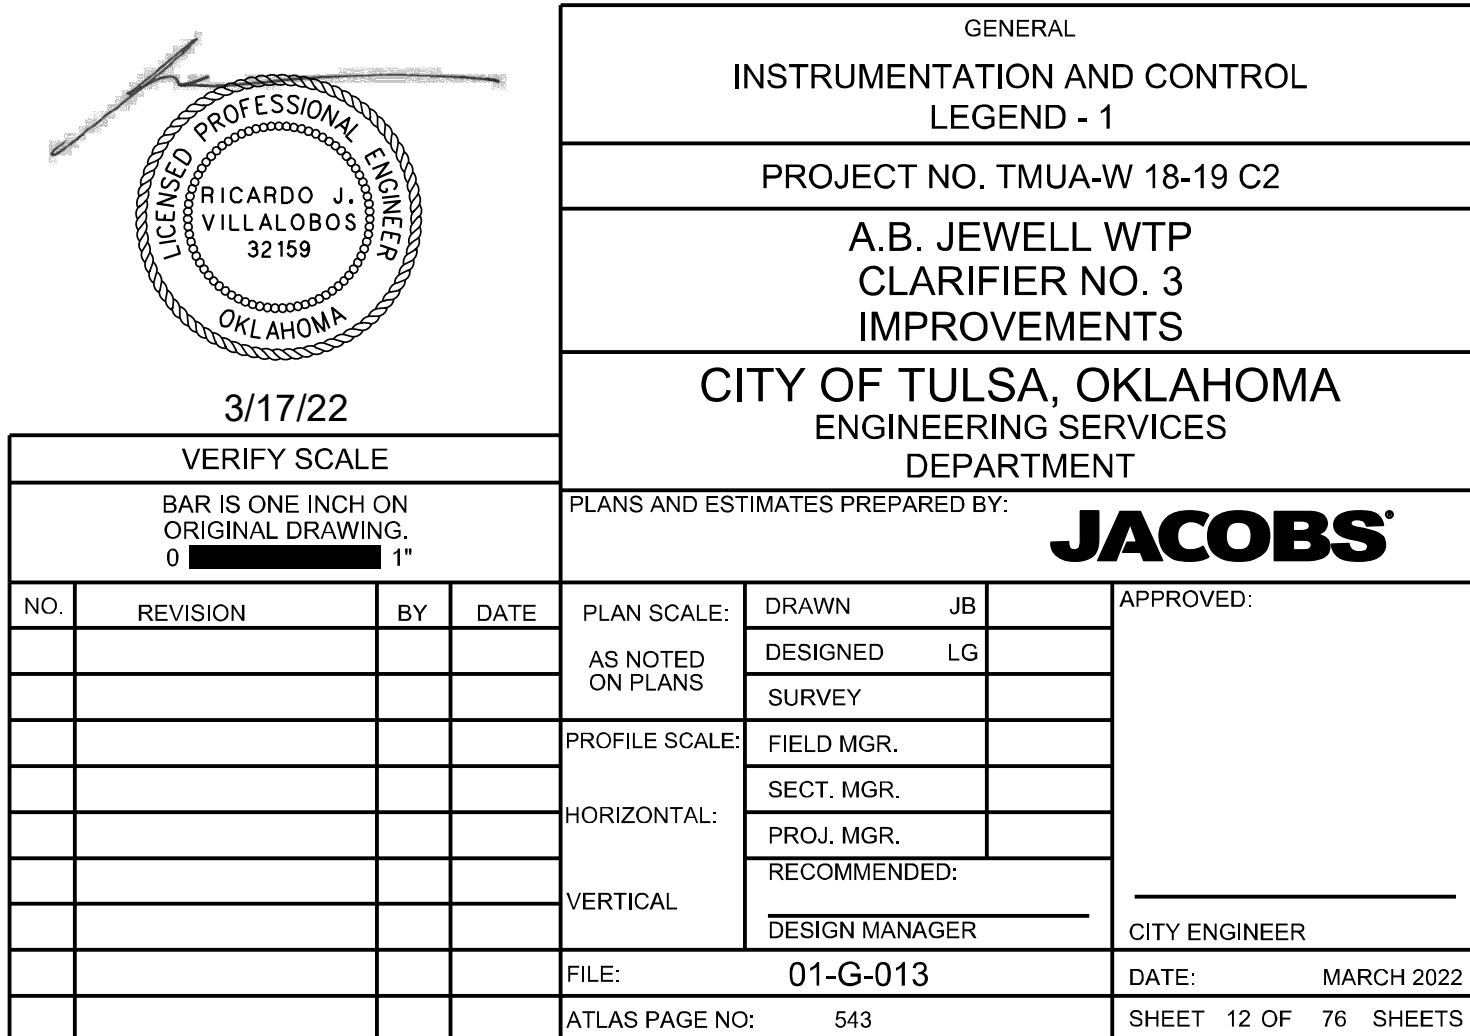 LICENSED PROFESSIONAL ENGINEER
RICARDO J.
VILLALOBOS
32159
OKLAHOMA
3/17/22
GENERAL
INSTRUMENTATION AND CONTROL
LEGEND - 1
PROJECT NO. TMUA-W 18-19 C2
A.B. JEWELL WTP
CLARIFIER NO. 3
IMPROVEMENTS
CITY OF TULSA, OKLAHOMA
ENGINEERING SERVICES
DEPARTMENT
VERIFY SCALE
BAR IS ONE INCH ON
ORIGINAL DRAWING.
0 1"
PLANS AND ESTIMATES PREPARED BY:
JACOBS®
NO. REVISION BY DATE
PLAN SCALE:
AS NOTED
ON PLANS
PROFILE SCALE:
HORIZONTAL:
VERTICAL
DRAWN JB
DESIGNED LG
SURVEY
FIELD MGR.
SECT. MGR.
PROJ. MGR.
RECOMMENDED:
DESIGN MANAGER
APPROVED:
CITY ENGINEER
FILE: 01-G-013
DATE: MARCH 2022
ATLAS PAGE NO: 543
SHEET 12 OF 76 SHEETS